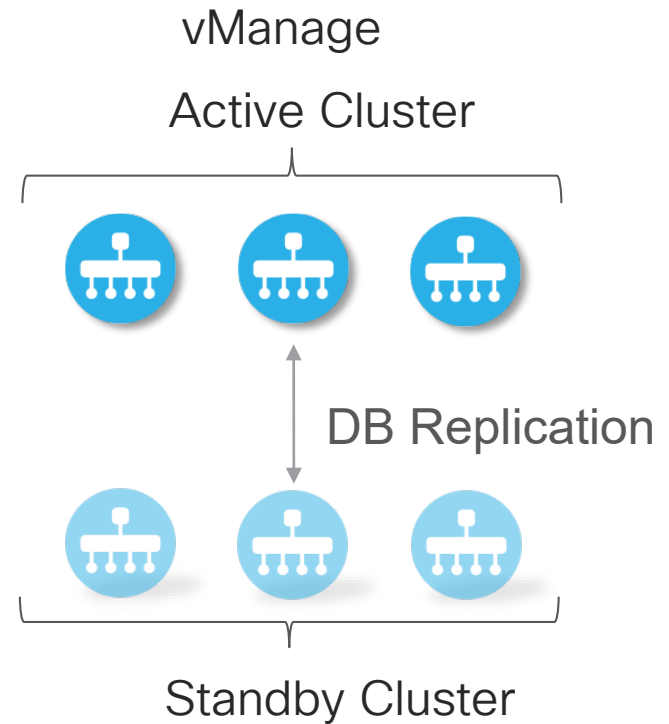 vManage
Active Cluster
DB Replication
Standby Cluster